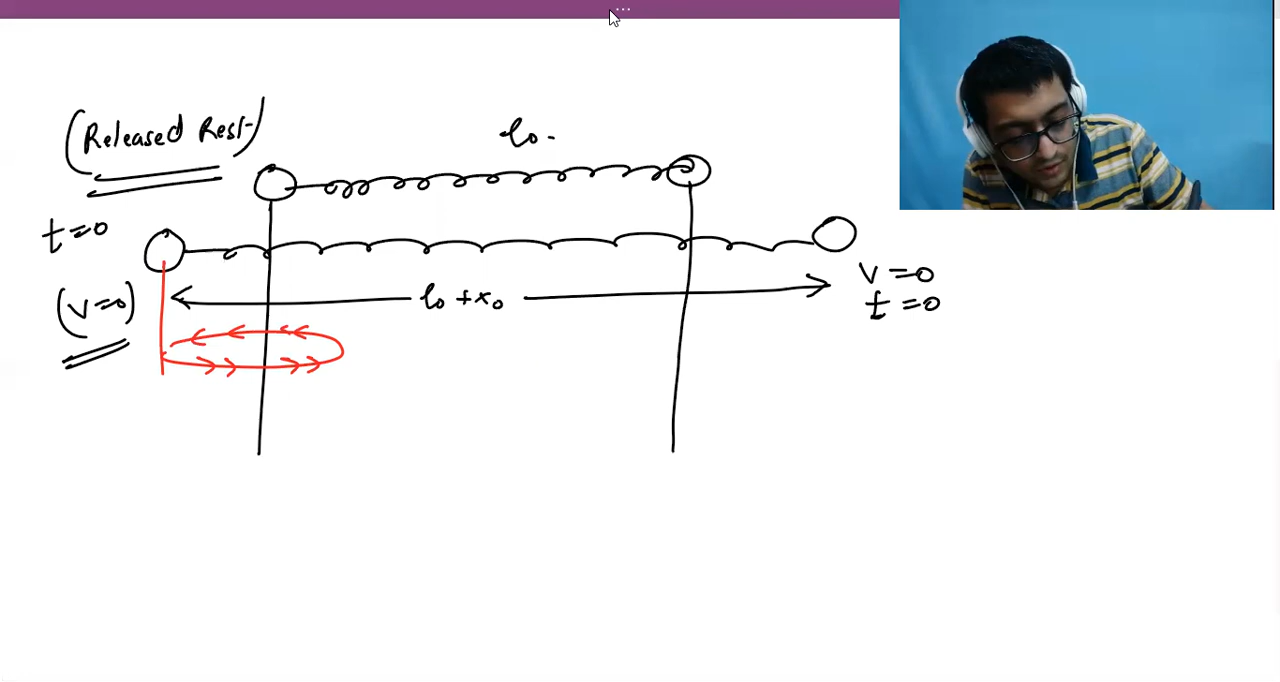 (Released Rest)
l₀.
t=0
(v=0)
l₀+x₀
v=0
t=0